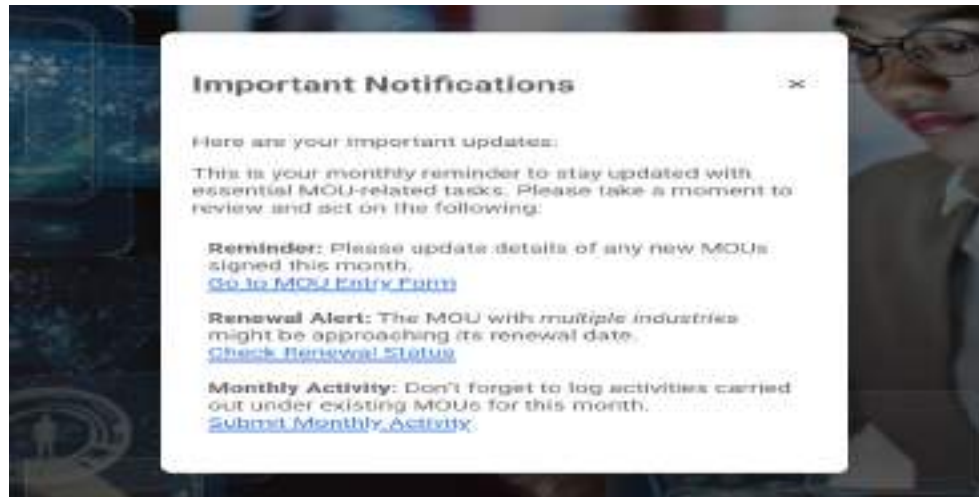 Important Notifications ×
Here are your important updates:
This is your monthly reminder to stay updated with
essential MOU-related tasks. Please take a moment to
review and act on the following:
Reminder: Please update details of any new MOUs
signed this month.
Go to MOU Entry Form
Renewal Alert: The MOU with multiple industries
might be approaching its renewal date.
Check Renewal Status
Monthly Activity: Don't forget to log activities carried
out under existing MOUs for this month.
Submit Monthly Activity